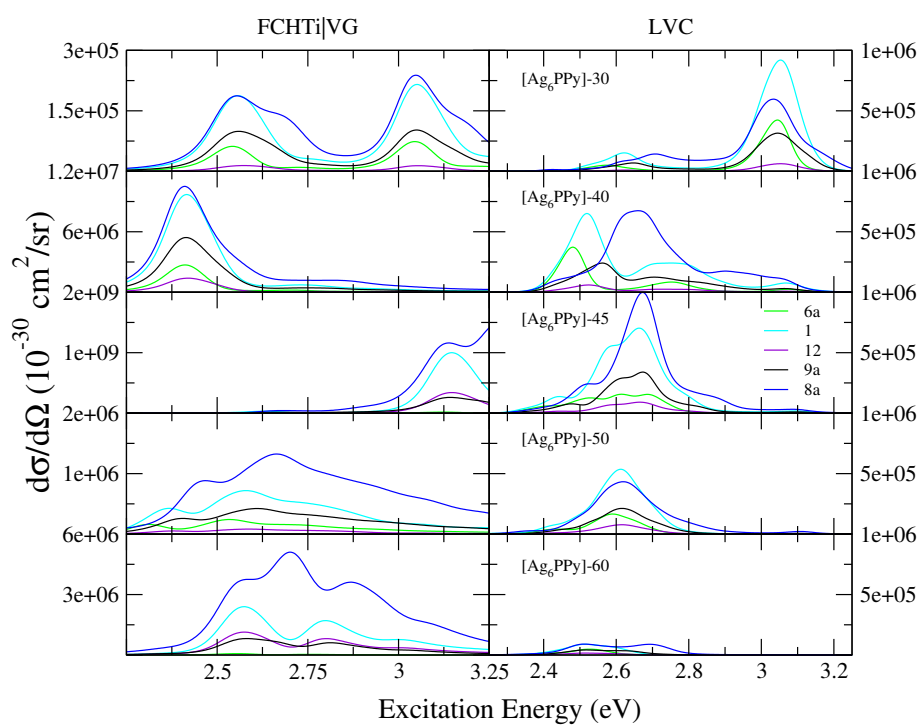 FCHTi|VG LVC
3e+05 1e+06
[Ag6PPy]-30
1.5e+05 5e+05
1.2e+07 1e+06
[Ag6PPy]-40
6e+06 5e+05
2e+09 1e+06
[Ag6PPy]-45
6a
1
1e+09 5e+05
12
9a
8a
2e+06 1e+06
[Ag6PPy]-50
1e+06 5e+05
6e+06 1e+06
[Ag6PPy]-60
3e+06 5e+05
2.5 2.75 3 3.25 2.4 2.6 2.8 3 3.2
Excitation Energy (eV)
dσ/dΩ (10^-30 cm^2/sr)